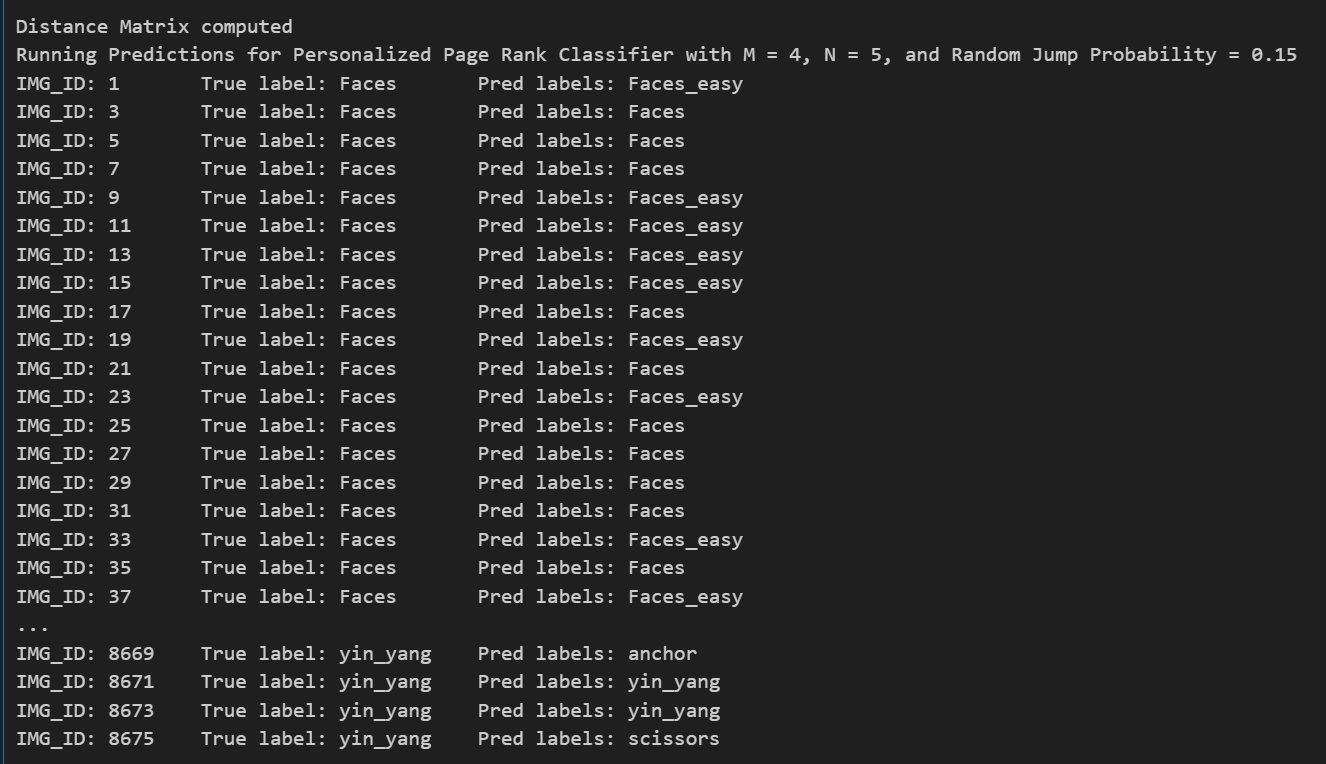 Distance Matrix computed
Running Predictions for Personalized Page Rank Classifier with M = 4, N = 5, and Random Jump Probability = 0.15
IMG_ID: 1 True label: Faces Pred labels: Faces_easy
IMG_ID: 3 True label: Faces Pred labels: Faces
IMG_ID: 5 True label: Faces Pred labels: Faces
IMG_ID: 7 True label: Faces Pred labels: Faces
IMG_ID: 9 True label: Faces Pred labels: Faces_easy
IMG_ID: 11 True label: Faces Pred labels: Faces_easy
IMG_ID: 13 True label: Faces Pred labels: Faces_easy
IMG_ID: 15 True label: Faces Pred labels: Faces_easy
IMG_ID: 17 True label: Faces Pred labels: Faces
IMG_ID: 19 True label: Faces Pred labels: Faces_easy
IMG_ID: 21 True label: Faces Pred labels: Faces
IMG_ID: 23 True label: Faces Pred labels: Faces_easy
IMG_ID: 25 True label: Faces Pred labels: Faces
IMG_ID: 27 True label: Faces Pred labels: Faces
IMG_ID: 29 True label: Faces Pred labels: Faces
IMG_ID: 31 True label: Faces Pred labels: Faces
IMG_ID: 33 True label: Faces Pred labels: Faces_easy
IMG_ID: 35 True label: Faces Pred labels: Faces
IMG_ID: 37 True label: Faces Pred labels: Faces_easy
...
IMG_ID: 8669 True label: yin_yang Pred labels: anchor
IMG_ID: 8671 True label: yin_yang Pred labels: yin_yang
IMG_ID: 8673 True label: yin_yang Pred labels: yin_yang
IMG_ID: 8675 True label: yin_yang Pred labels: scissors